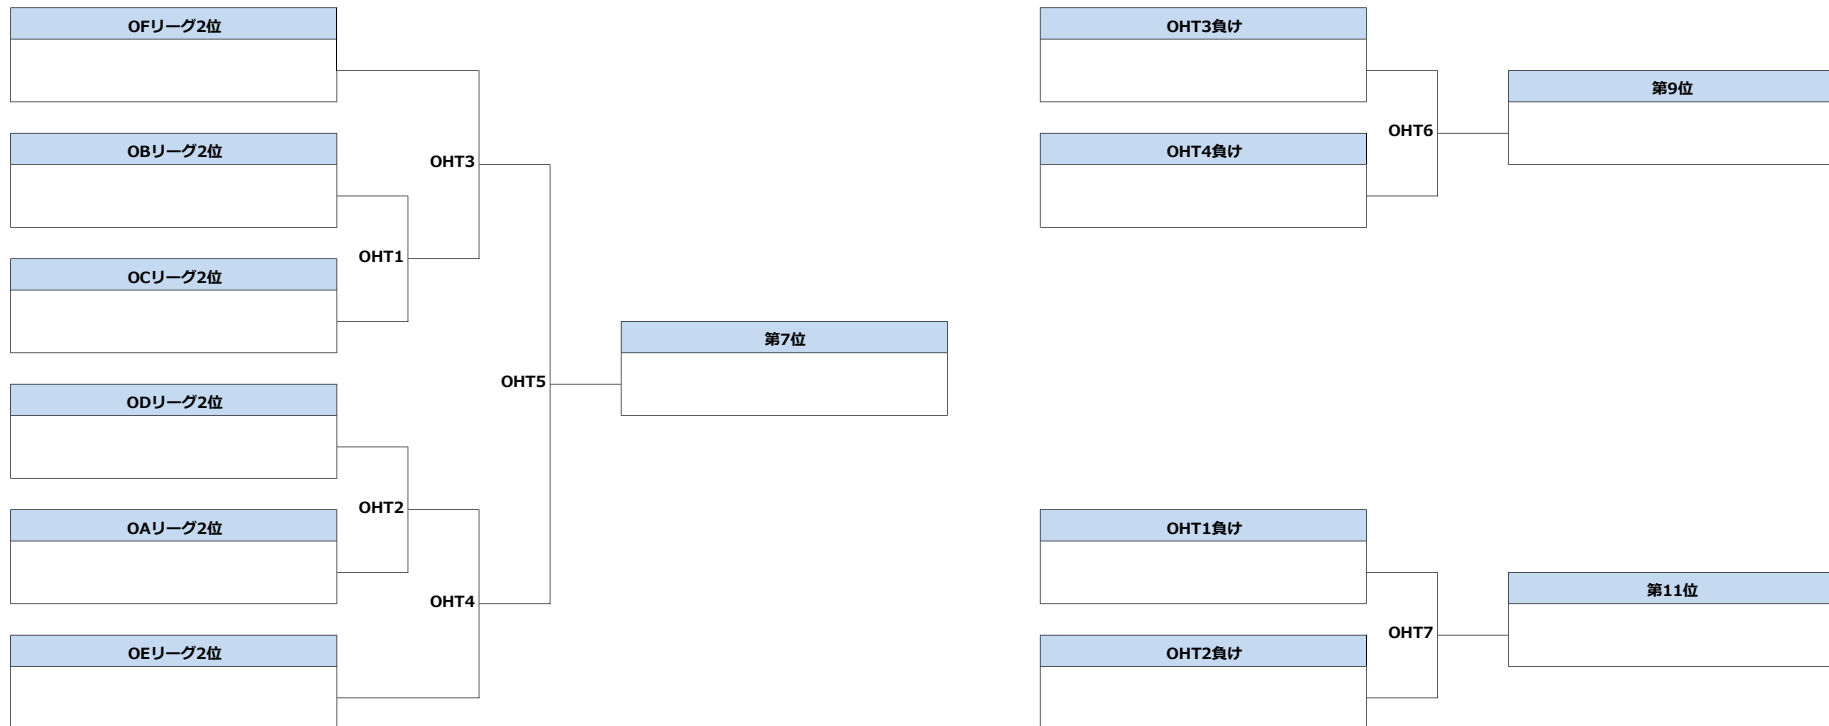 OFリーグ2位
OBリーグ2位
OHT3
OHT1
OCリーグ2位
第7位
OHT5
ODリーグ2位
OHT2
OAリーグ2位
OHT4
OEリーグ2位
OHT3負け
第9位
OHT6
OHT4負け
OHT1負け
第11位
OHT7
OHT2負け